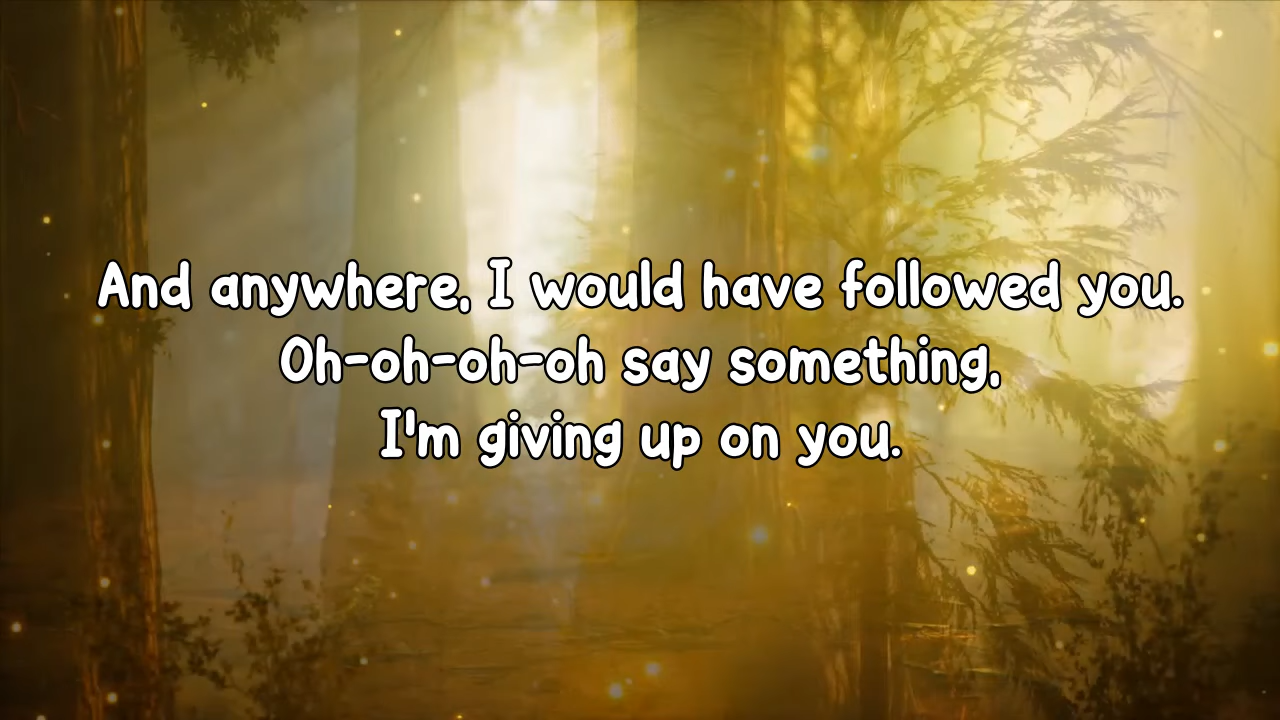 And anywhere, I would have followed you.
Oh-oh-oh-oh say something,
I'm giving up on you.